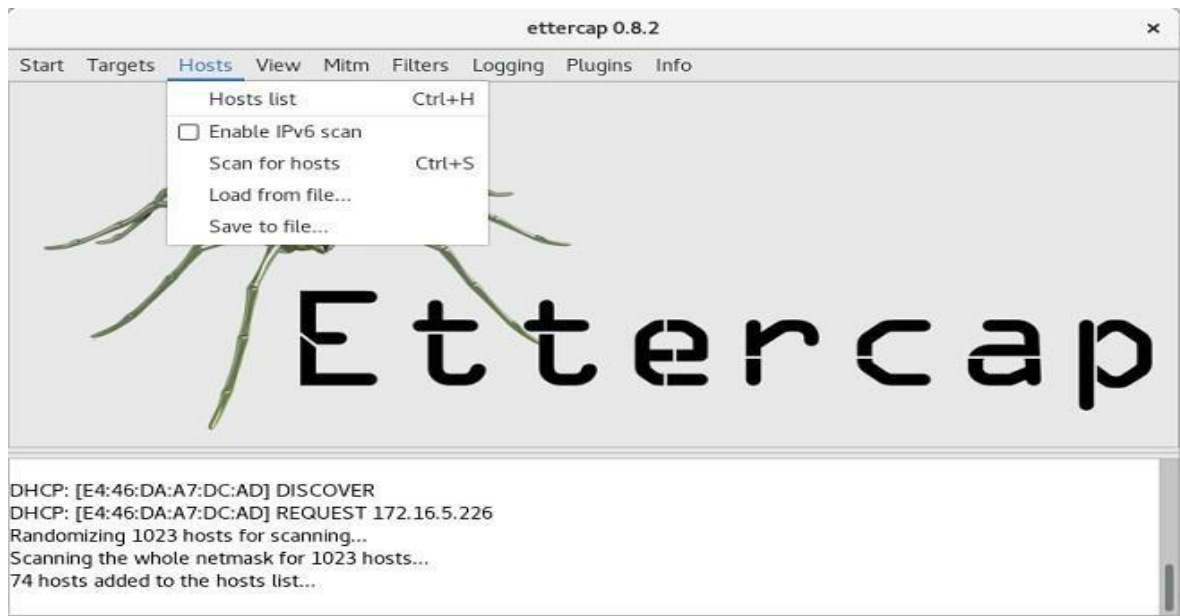 ettercap 0.8.2 ×
Start Targets Hosts View Mitm Filters Logging Plugins Info
Hosts list Ctrl+H
Enable IPv6 scan
Scan for hosts Ctrl+S
Load from file...
Save to file...
Ettercap
DHCP: [E4:46:DA:A7:DC:AD] DISCOVER
DHCP: [E4:46:DA:A7:DC:AD] REQUEST 172.16.5.226
Randomizing 1023 hosts for scanning...
Scanning the whole netmask for 1023 hosts...
74 hosts added to the hosts list...